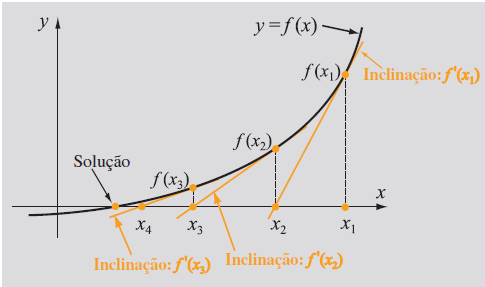 y
y = f(x)
f(x₁)
Inclinação: f'(x₁)
f(x₂)
Solução
f(x₃)
x
x₄
x₃
x₂
x₁
Inclinação: f'(x₃)
Inclinação: f'(x₂)